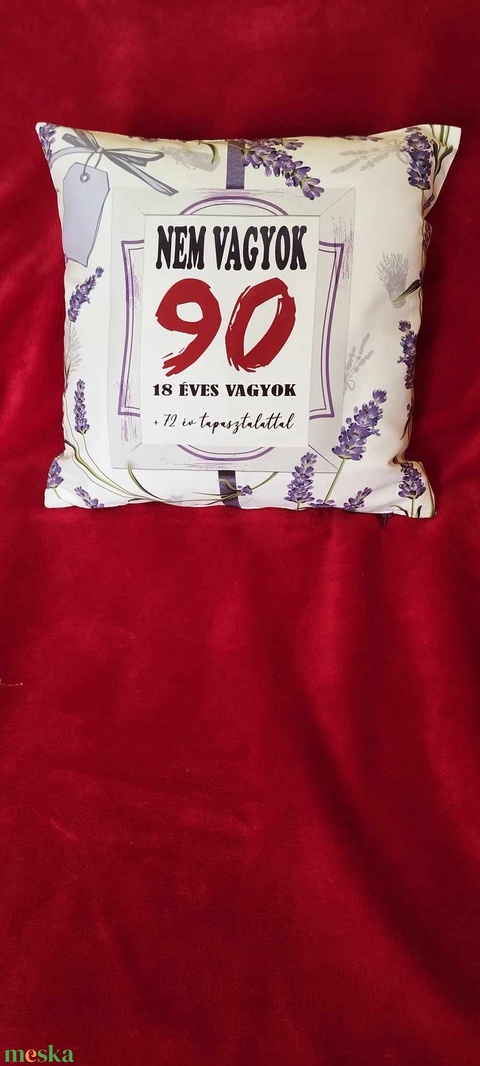 NEM VAGYOK
90
18 ÉVES VAGYOK
+ 72 év tapasztalattal
meska